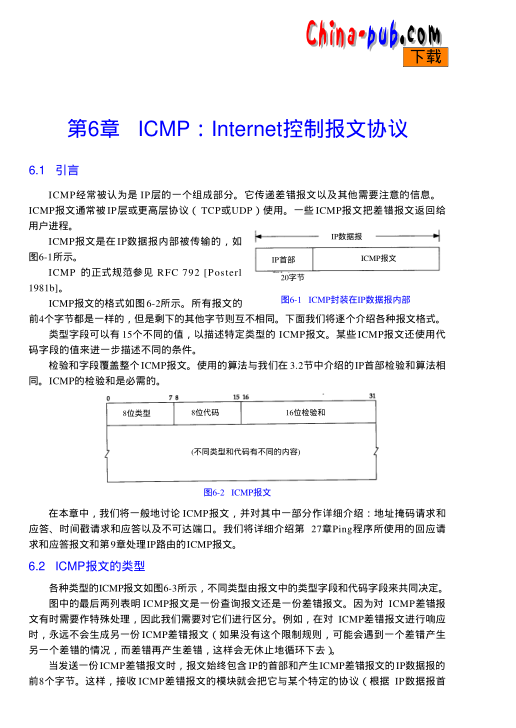 China-pub.com
下载
第6章 ICMP：Internet控制报文协议
6.1 引言
ICMP经常被认为是IP层的一个组成部分。它传递差错报文以及其他需要注意的信息。
ICMP报文通常被IP层或更高层协议（TCP或UDP）使用。一些ICMP报文把差错报文返回给
用户进程。
ICMP报文是在IP数据报内部被传输的，如
图6-1所示。
ICMP 的正式规范参见 RFC 792 [Posterl
1981b]。
ICMP报文的格式如图6-2所示。所有报文的
IP数据报
IP首部
ICMP报文
20字节
图6-1 ICMP封装在IP数据报内部
前4个字节都是一样的，但是剩下的其他字节则互不相同。下面我们将逐个介绍各种报文格式。
类型字段可以有15个不同的值，以描述特定类型的ICMP报文。某些ICMP报文还使用代
码字段的值来进一步描述不同的条件。
检验和字段覆盖整个ICMP报文。使用的算法与我们在3.2节中介绍的IP首部检验和算法相
同。ICMP的检验和是必需的。
0 7 8 15 16 31
8位类型 8位代码 16位检验和
(不同类型和代码有不同的内容)
图6-2 ICMP报文
在本章中，我们将一般地讨论ICMP报文，并对其中一部分作详细介绍：地址掩码请求和
应答、时间戳请求和应答以及不可达端口。我们将详细介绍第27章Ping程序所使用的回应请
求和应答报文和第9章处理IP路由的ICMP报文。
6.2 ICMP报文的类型
各种类型的ICMP报文如图6-3所示，不同类型由报文中的类型字段和代码字段来共同决定。
图中的最后两列表明ICMP报文是一份查询报文还是一份差错报文。因为对ICMP差错报
文有时需要作特殊处理，因此我们需要对它们进行区分。例如，在对ICMP差错报文进行响应
时，永远不会生成另一份ICMP差错报文（如果没有这个限制规则，可能会遇到一个差错产生
另一个差错的情况，而差错再产生差错，这样会无休止地循环下去）。
当发送一份ICMP差错报文时，报文始终包含IP的首部和产生ICMP差错报文的IP数据报的
前8个字节。这样，接收ICMP差错报文的模块就会把它与某个特定的协议（根据IP数据报首